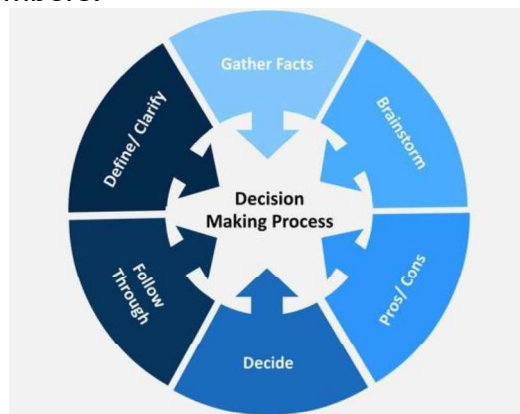 Gather Facts
Brainstorm
Pros/ Cons
Decide
Follow
Through
Define/ Clarify
Decision
Making Process